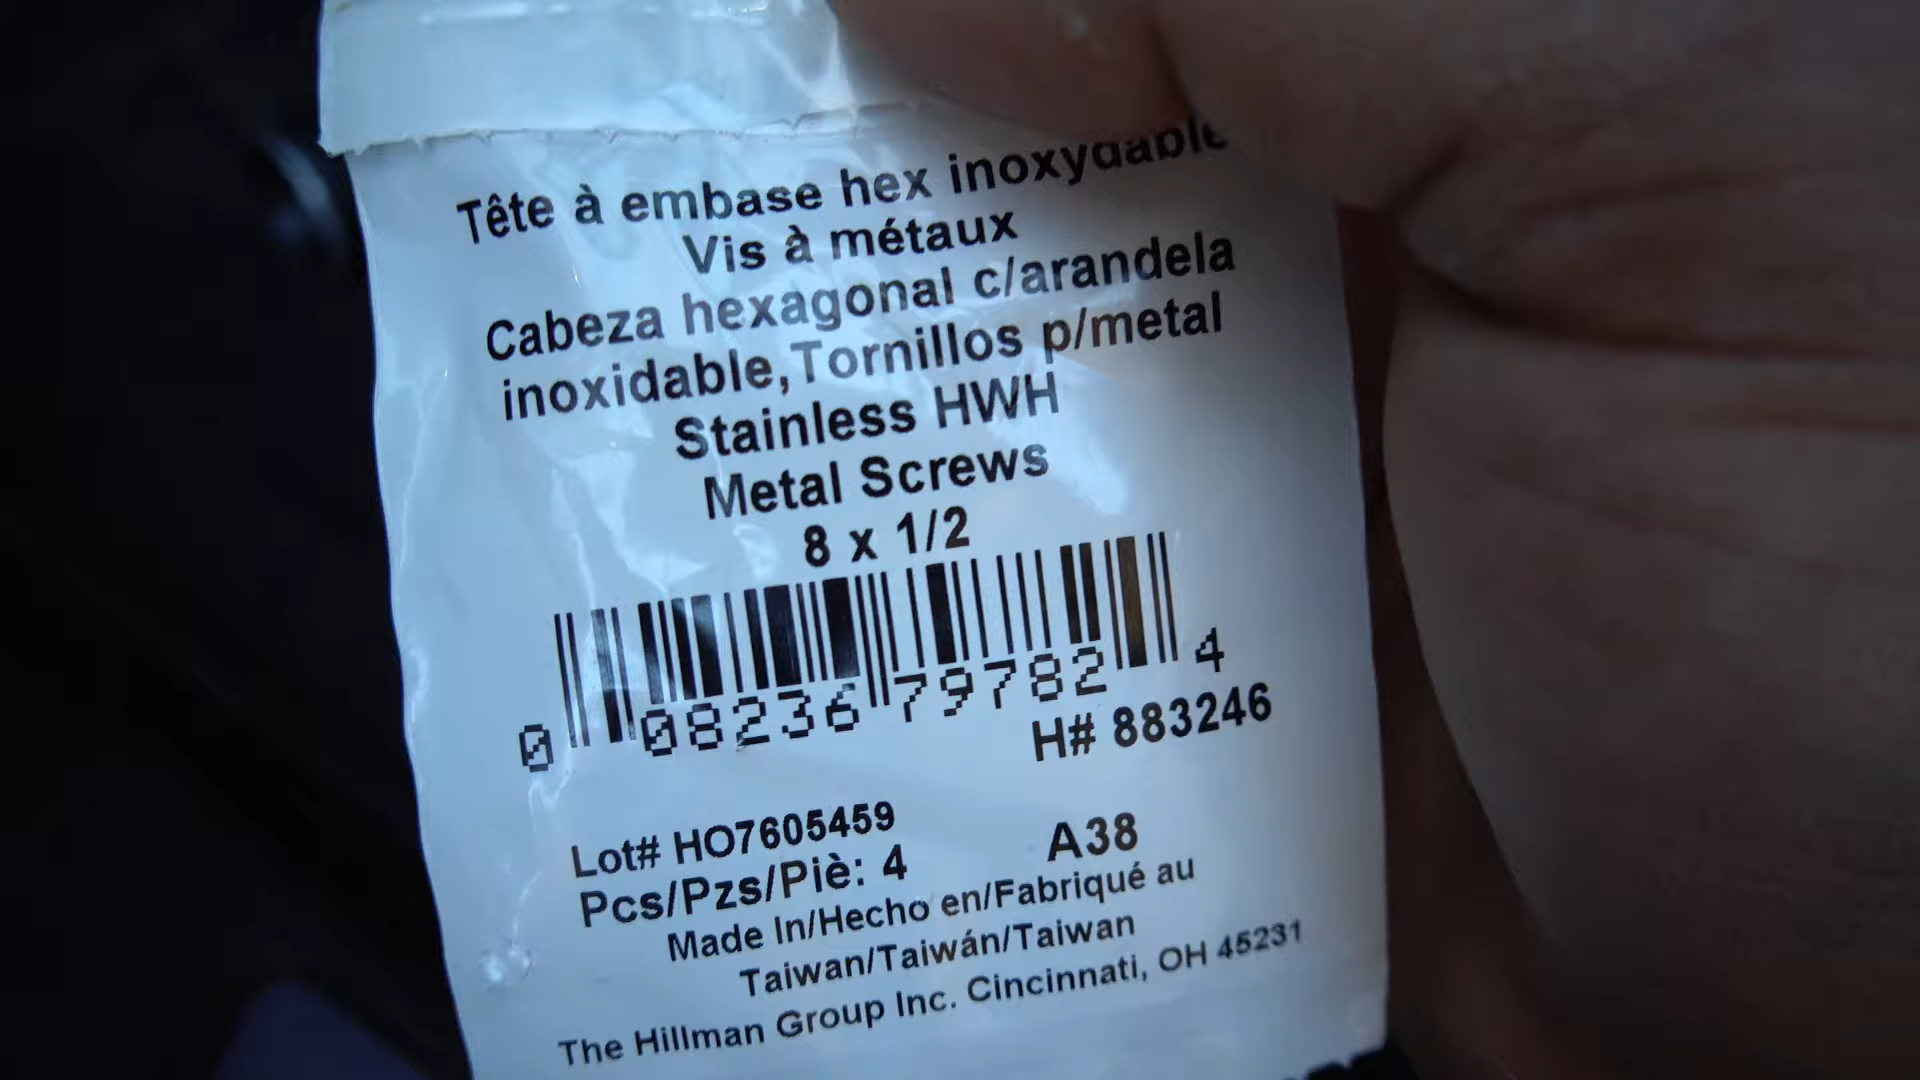 Tête à embase hex inoxydable
Vis à métaux
Cabeza hexagonal c/arandela
inoxidable,Tornillos p/metal
Stainless HWH
Metal Screws
8 x 1/2
0 08236 79782 4
H# 883246
Lot# HO7605459
Pcs/Pzs/Piè: 4 A38
Made In/Hecho en/Fabriqué au
Taiwan/Taiwán/Taiwan
The Hillman Group Inc. Cincinnati, OH 45231